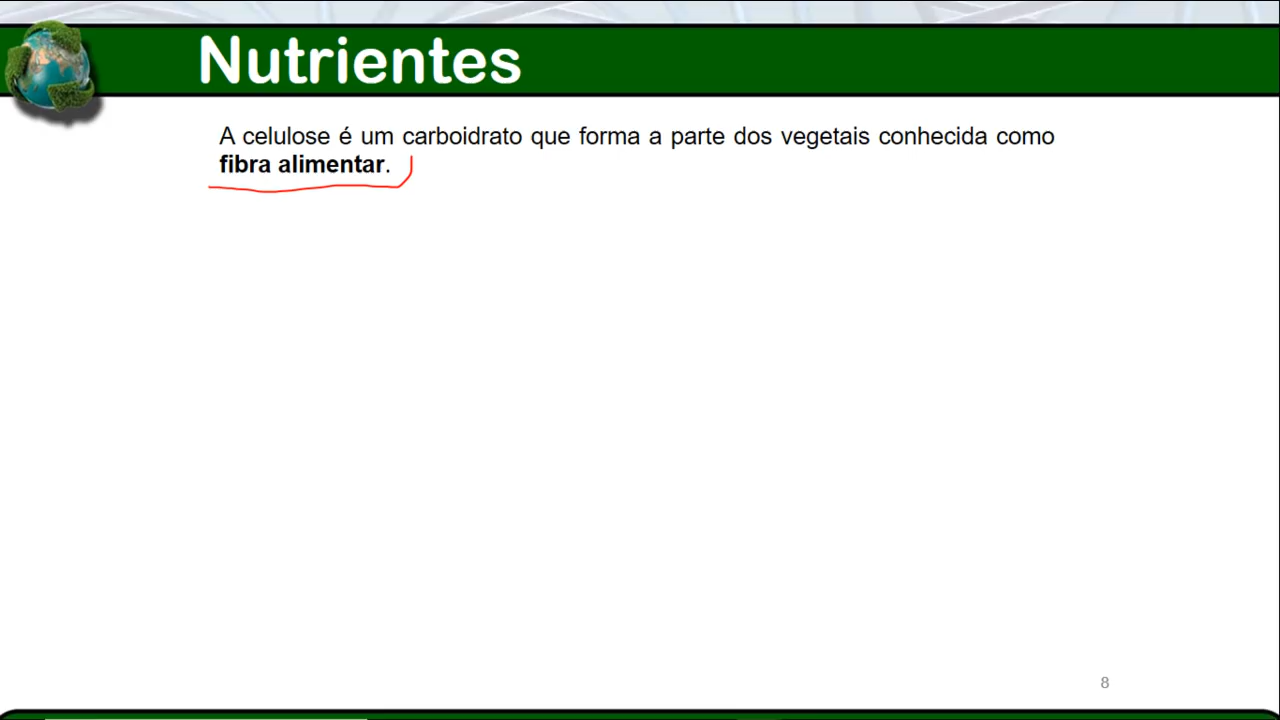 Nutrientes
A celulose é um carboidrato que forma a parte dos vegetais conhecida como
fibra alimentar.
8